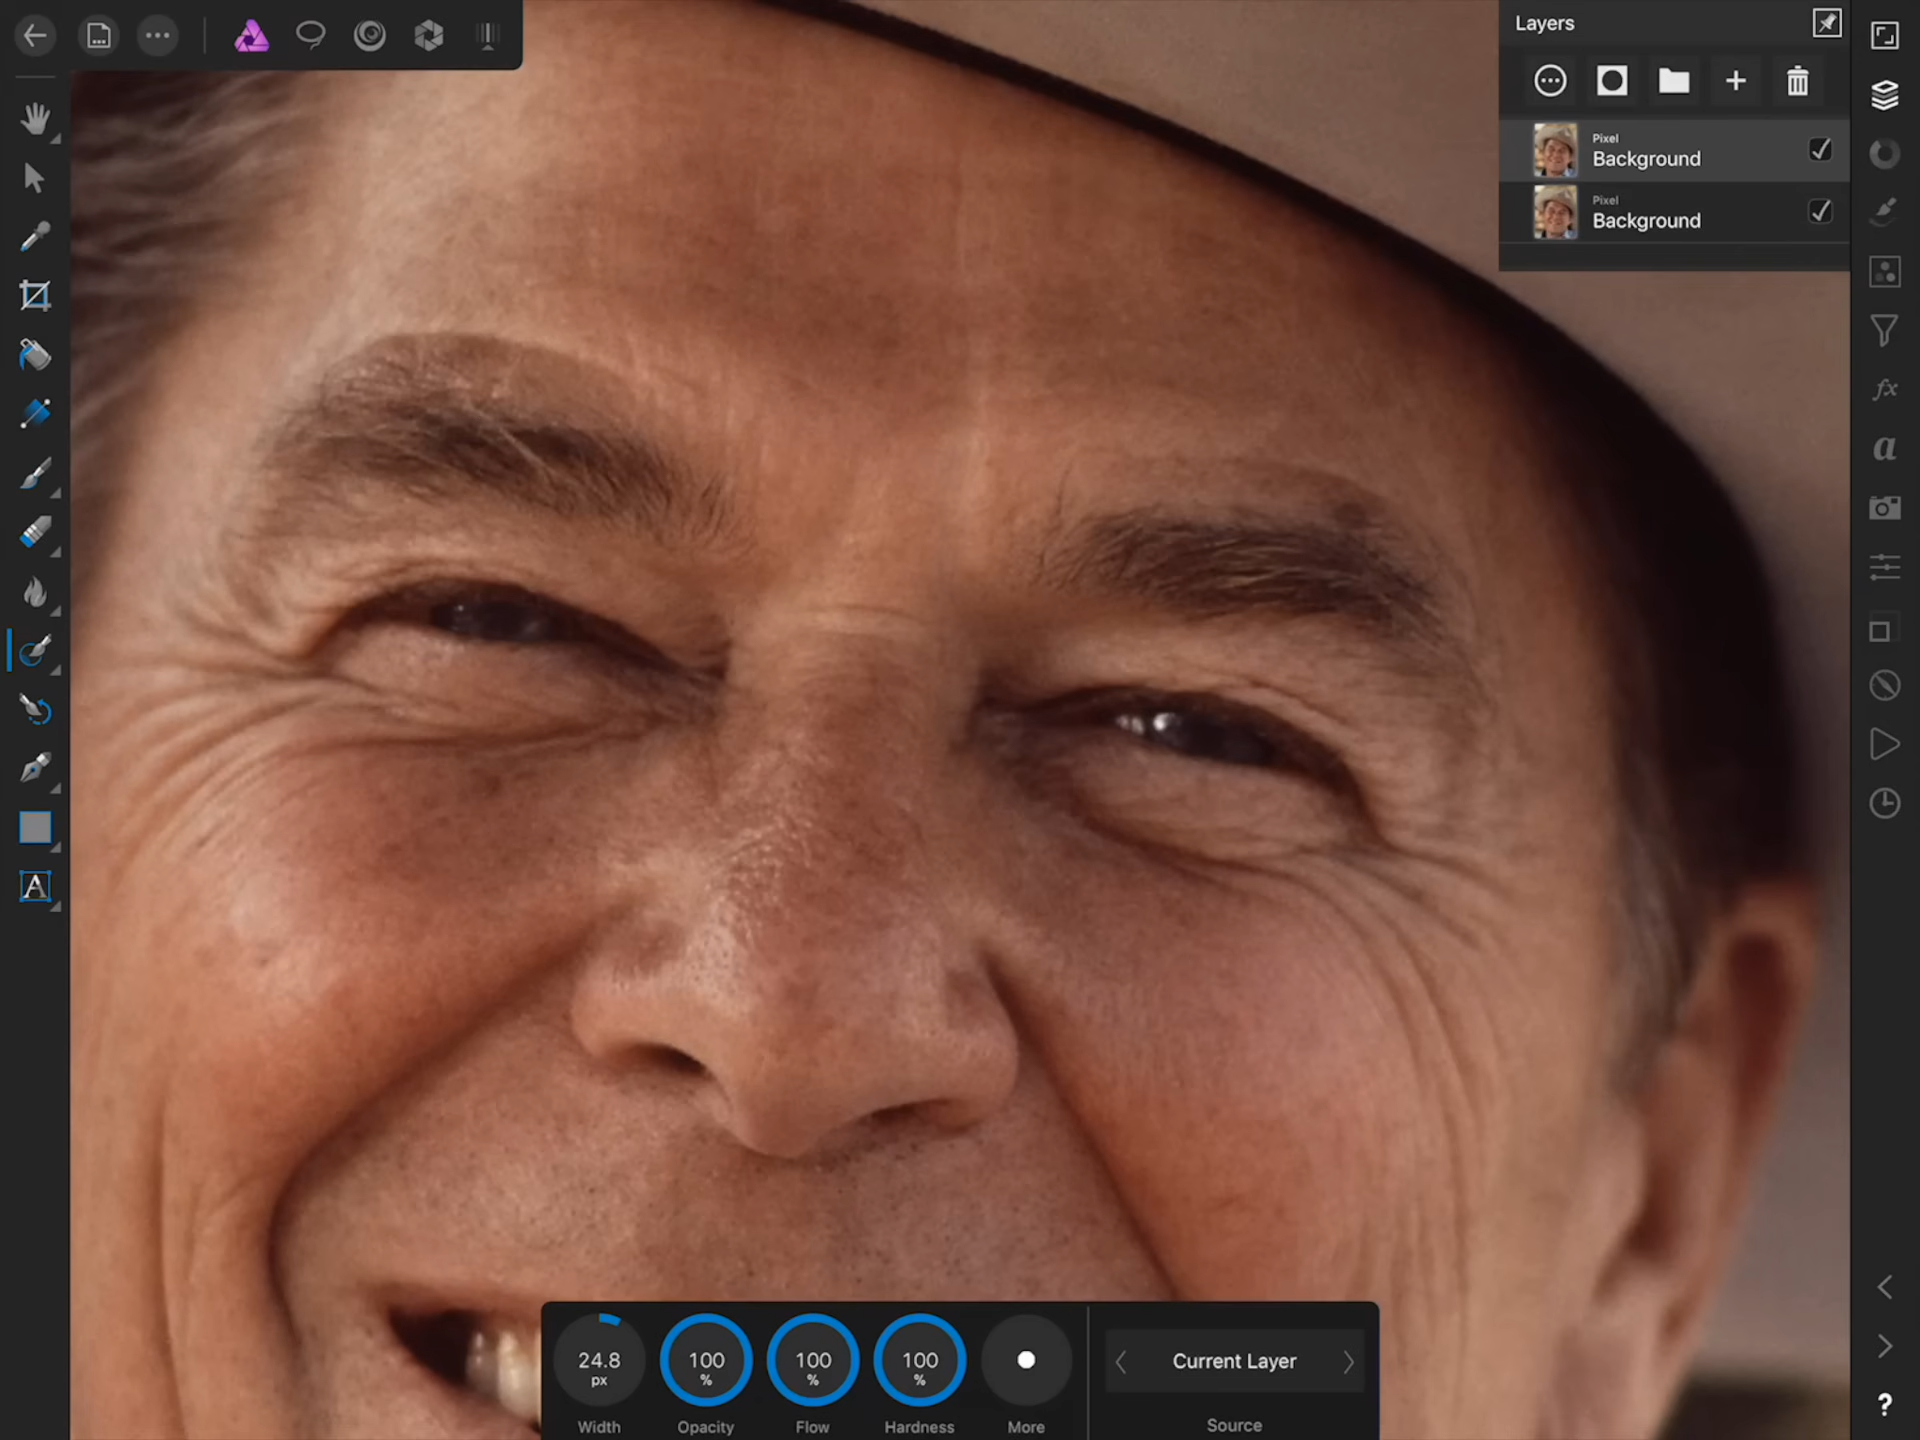 Layers
Pixel
Background
Pixel
Background
fx
a
A
24.8
px
100
%
100
%
100
%
Current Layer
Width
Opacity
Flow
Hardness
More
Source
?